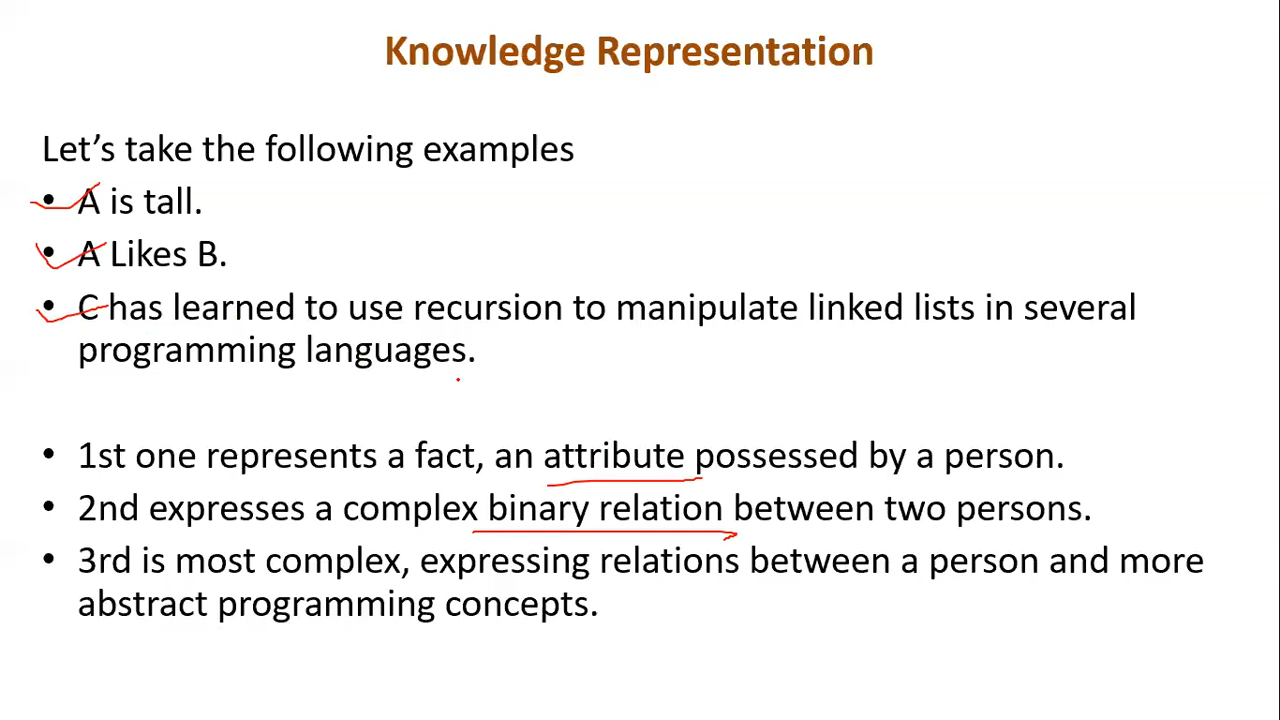 Knowledge Representation
Let’s take the following examples
• A is tall.
• A Likes B.
• C has learned to use recursion to manipulate linked lists in several
programming languages.
• 1st one represents a fact, an attribute possessed by a person.
• 2nd expresses a complex binary relation between two persons.
• 3rd is most complex, expressing relations between a person and more
abstract programming concepts.